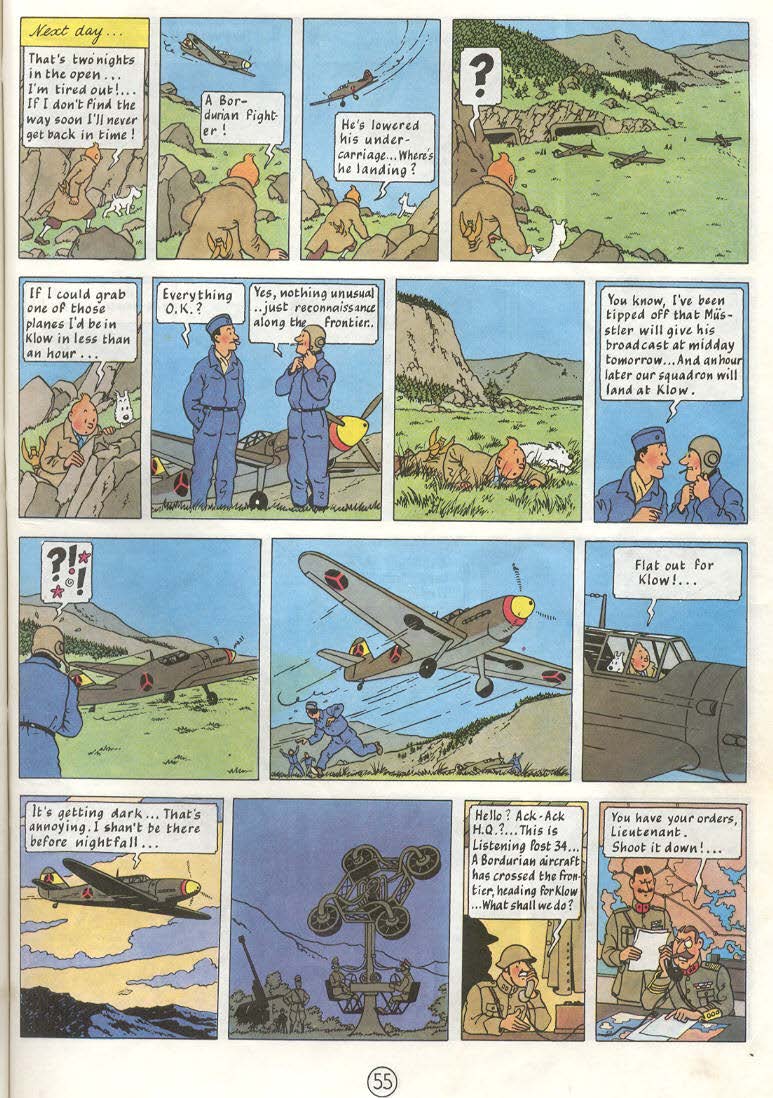 Next day...
That's two nights
in the open...
I'm tired out!...
If I don't find the
way soon I'll never
get back in time!
A Bor-
durian fight-
er!
He's lowered
his under-
carriage... Where's
he landing?
?
If I could grab
one of those
planes I'd be in
Klow in less than
an hour...
Everything
O.K.?
Yes, nothing unusual
..just reconnaissance
along the frontier.
You know, I've been
tipped off that Müs-
stler will give his
broadcast at midday
tomorrow... And an hour
later our squadron will
land at Klow.
?!!
Flat out for
Klow!...
It's getting dark... That's
annoying. I shan't be there
before nightfall...
Hello? Ack-Ack
H.Q.?... This is
Listening Post 34...
A Bordurian aircraft
has crossed the fron-
tier, heading for Klow
...What shall we do?
You have your orders,
Lieutenant.
Shoot it down!...
55